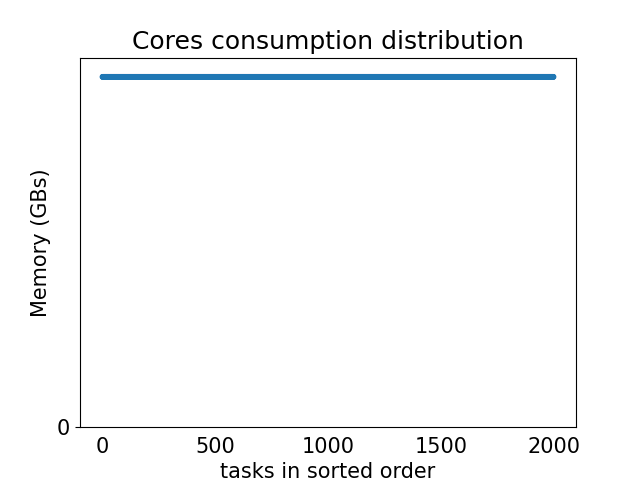 Cores consumption distribution
Memory (GBs)
0
0 500 1000 1500 2000
tasks in sorted order